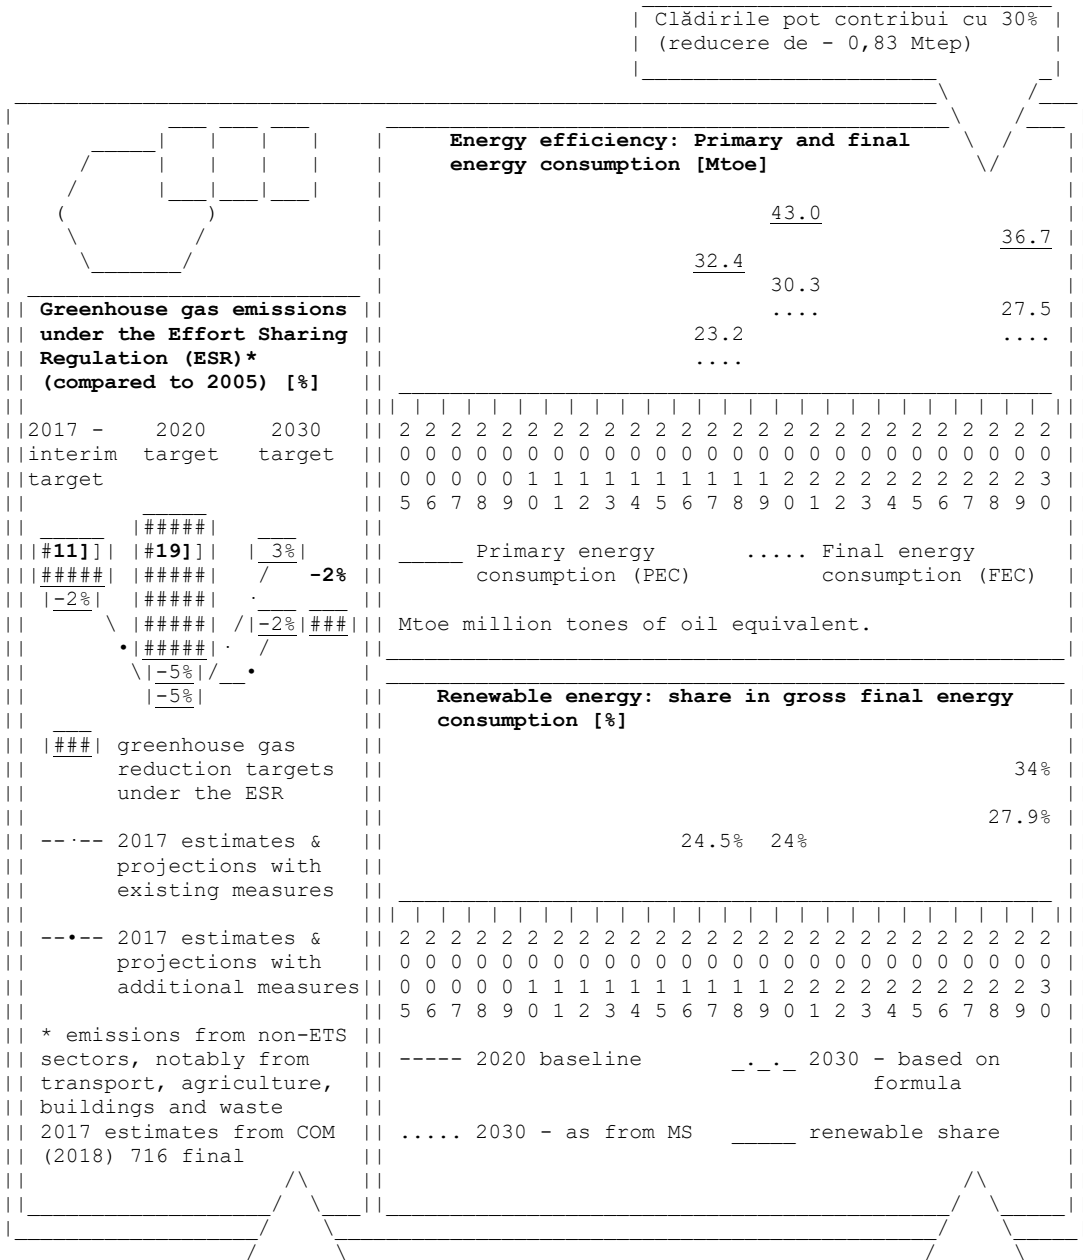 Clădirile pot contribui cu 30%
(reducere de - 0,83 Mtep)
Energy efficiency: Primary and final
energy consumption [Mtoe]
43.0
36.7
32.4
30.3
.... 27.5
23.2 ....
....
2 2 2 2 2 2 2 2 2 2 2 2 2 2 2 2 2 2 2 2 2 2 2 2 2 2
0 0 0 0 0 0 0 0 0 0 0 0 0 0 0 0 0 0 0 0 0 0 0 0 0 0
0 0 0 0 0 1 1 1 1 1 1 1 1 1 1 2 2 2 2 2 2 2 2 2 2 3
5 6 7 8 9 0 1 2 3 4 5 6 7 8 9 0 1 2 3 4 5 6 7 8 9 0
_____ Primary energy ..... Final energy
consumption (PEC) consumption (FEC)
Mtoe million tones of oil equivalent.
Greenhouse gas emissions
under the Effort Sharing
Regulation (ESR)*
(compared to 2005) [%]
2017 - 2020 2030
interim target target
target
#####
#11]] #19]] 3%
##### ##### -2%
-2% #####
##### -2% ###
#####
-5%
-5%
### greenhouse gas
reduction targets
under the ESR
--·-- 2017 estimates &
projections with
existing measures
--•-- 2017 estimates &
projections with
additional measures
* emissions from non-ETS
sectors, notably from
transport, agriculture,
buildings and waste
2017 estimates from COM
(2018) 716 final
Renewable energy: share in gross final energy
consumption [%]
34%
27.9%
24.5% 24%
2 2 2 2 2 2 2 2 2 2 2 2 2 2 2 2 2 2 2 2 2 2 2 2 2 2
0 0 0 0 0 0 0 0 0 0 0 0 0 0 0 0 0 0 0 0 0 0 0 0 0 0
0 0 0 0 0 1 1 1 1 1 1 1 1 1 1 2 2 2 2 2 2 2 2 2 2 3
5 6 7 8 9 0 1 2 3 4 5 6 7 8 9 0 1 2 3 4 5 6 7 8 9 0
----- 2020 baseline _._._ 2030 - based on
formula
..... 2030 - as from MS _____ renewable share